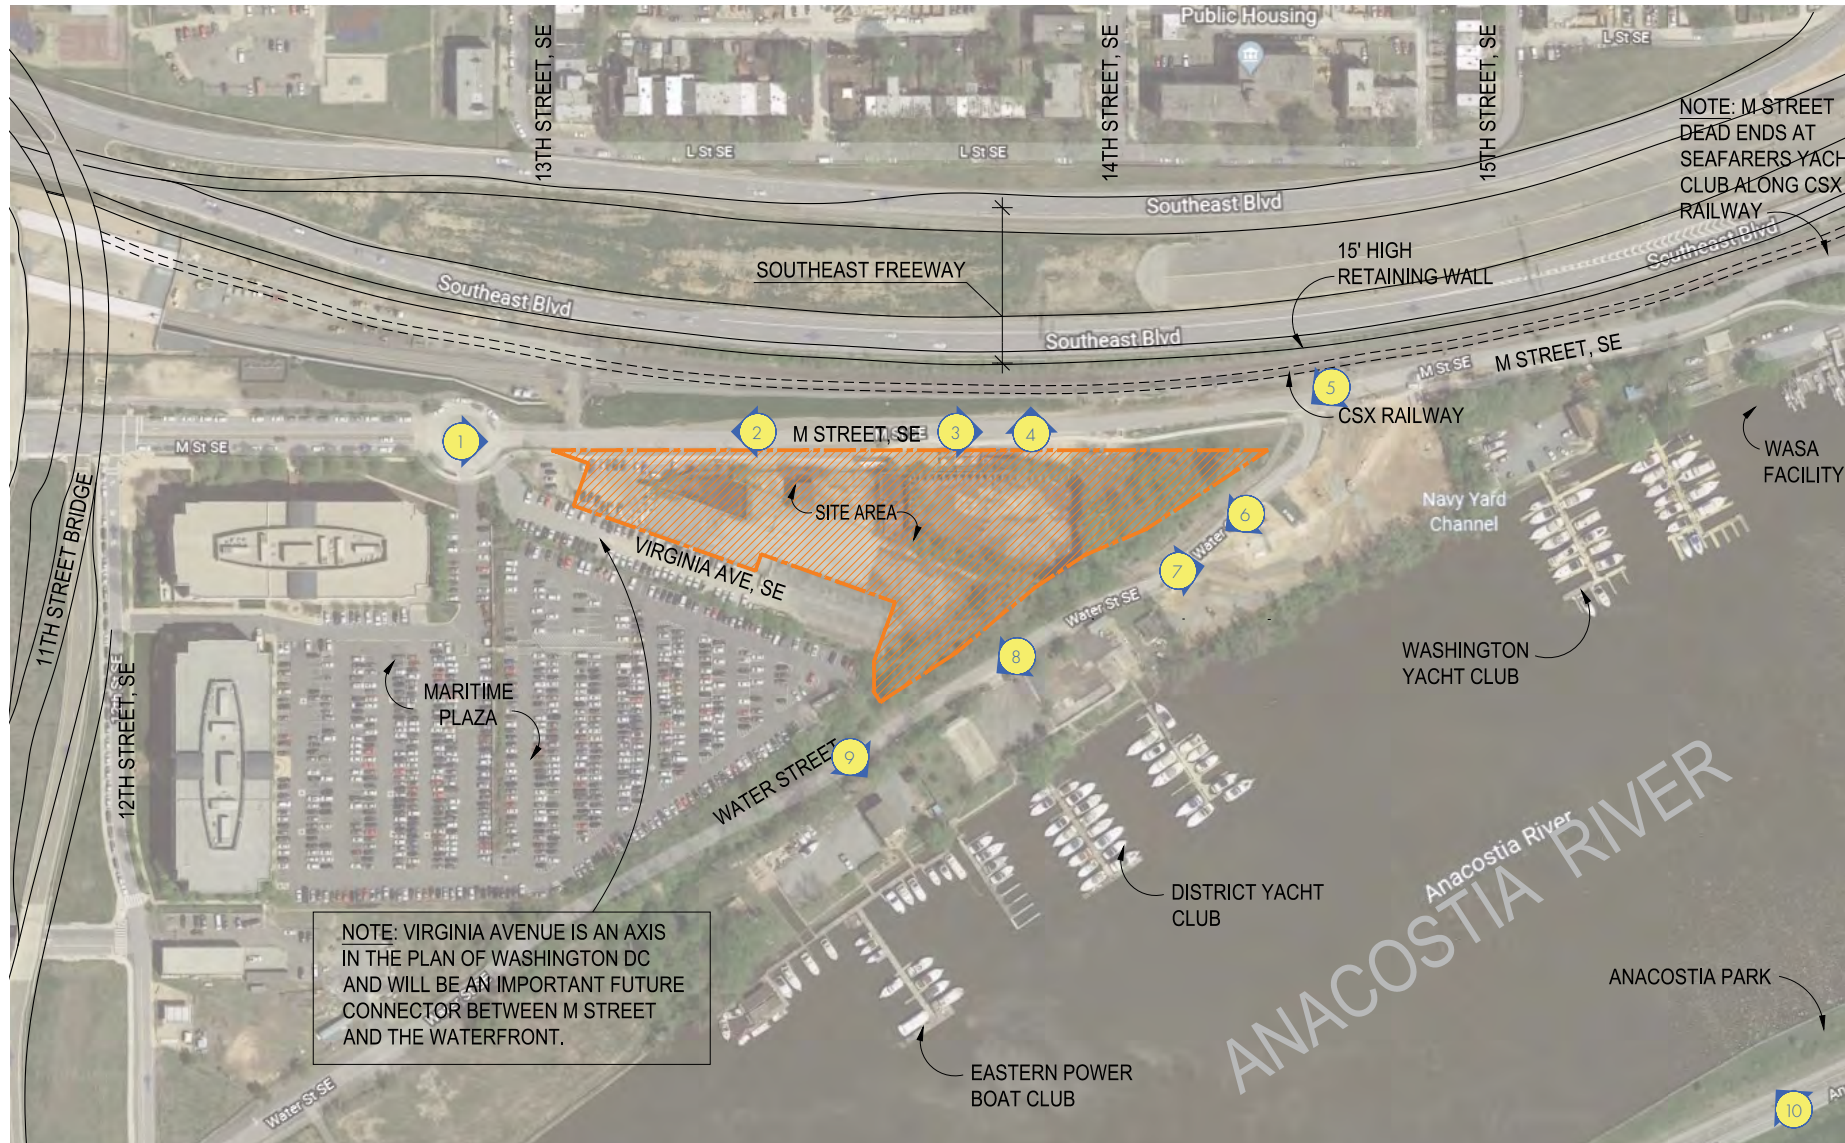 Public Housing
L St SE
13TH STREET, SE
14TH STREET, SE
15TH STREET, SE
NOTE: M STREET
DEAD ENDS AT
SEAFARERS YACH
CLUB ALONG CSX
RAILWAY
L St SE
L St SE
Southeast Blvd
Southeast Blvd
15' HIGH
RETAINING WALL
SOUTHEAST FREEWAY
Southeast Blvd
Southeast Blvd
M STREET, SE
M St SE
5
CSX RAILWAY
WASA
FACILITY
1
2
M STREET, SE
3
4
M St SE
SITE AREA
Navy Yard
Channel
6
Water
7
VIRGINIA AVE, SE
11TH STREET BRIDGE
12TH STREET, SE
Water St SE
8
WASHINGTON
YACHT CLUB
MARITIME
PLAZA
9
WATER STREET
Anacostia River
ANACOSTIA RIVER
DISTRICT YACHT
CLUB
NOTE: VIRGINIA AVENUE IS AN AXIS
IN THE PLAN OF WASHINGTON DC
AND WILL BE AN IMPORTANT FUTURE
CONNECTOR BETWEEN M STREET
AND THE WATERFRONT.
ANACOSTIA PARK
EASTERN POWER
BOAT CLUB
Water St SE
10